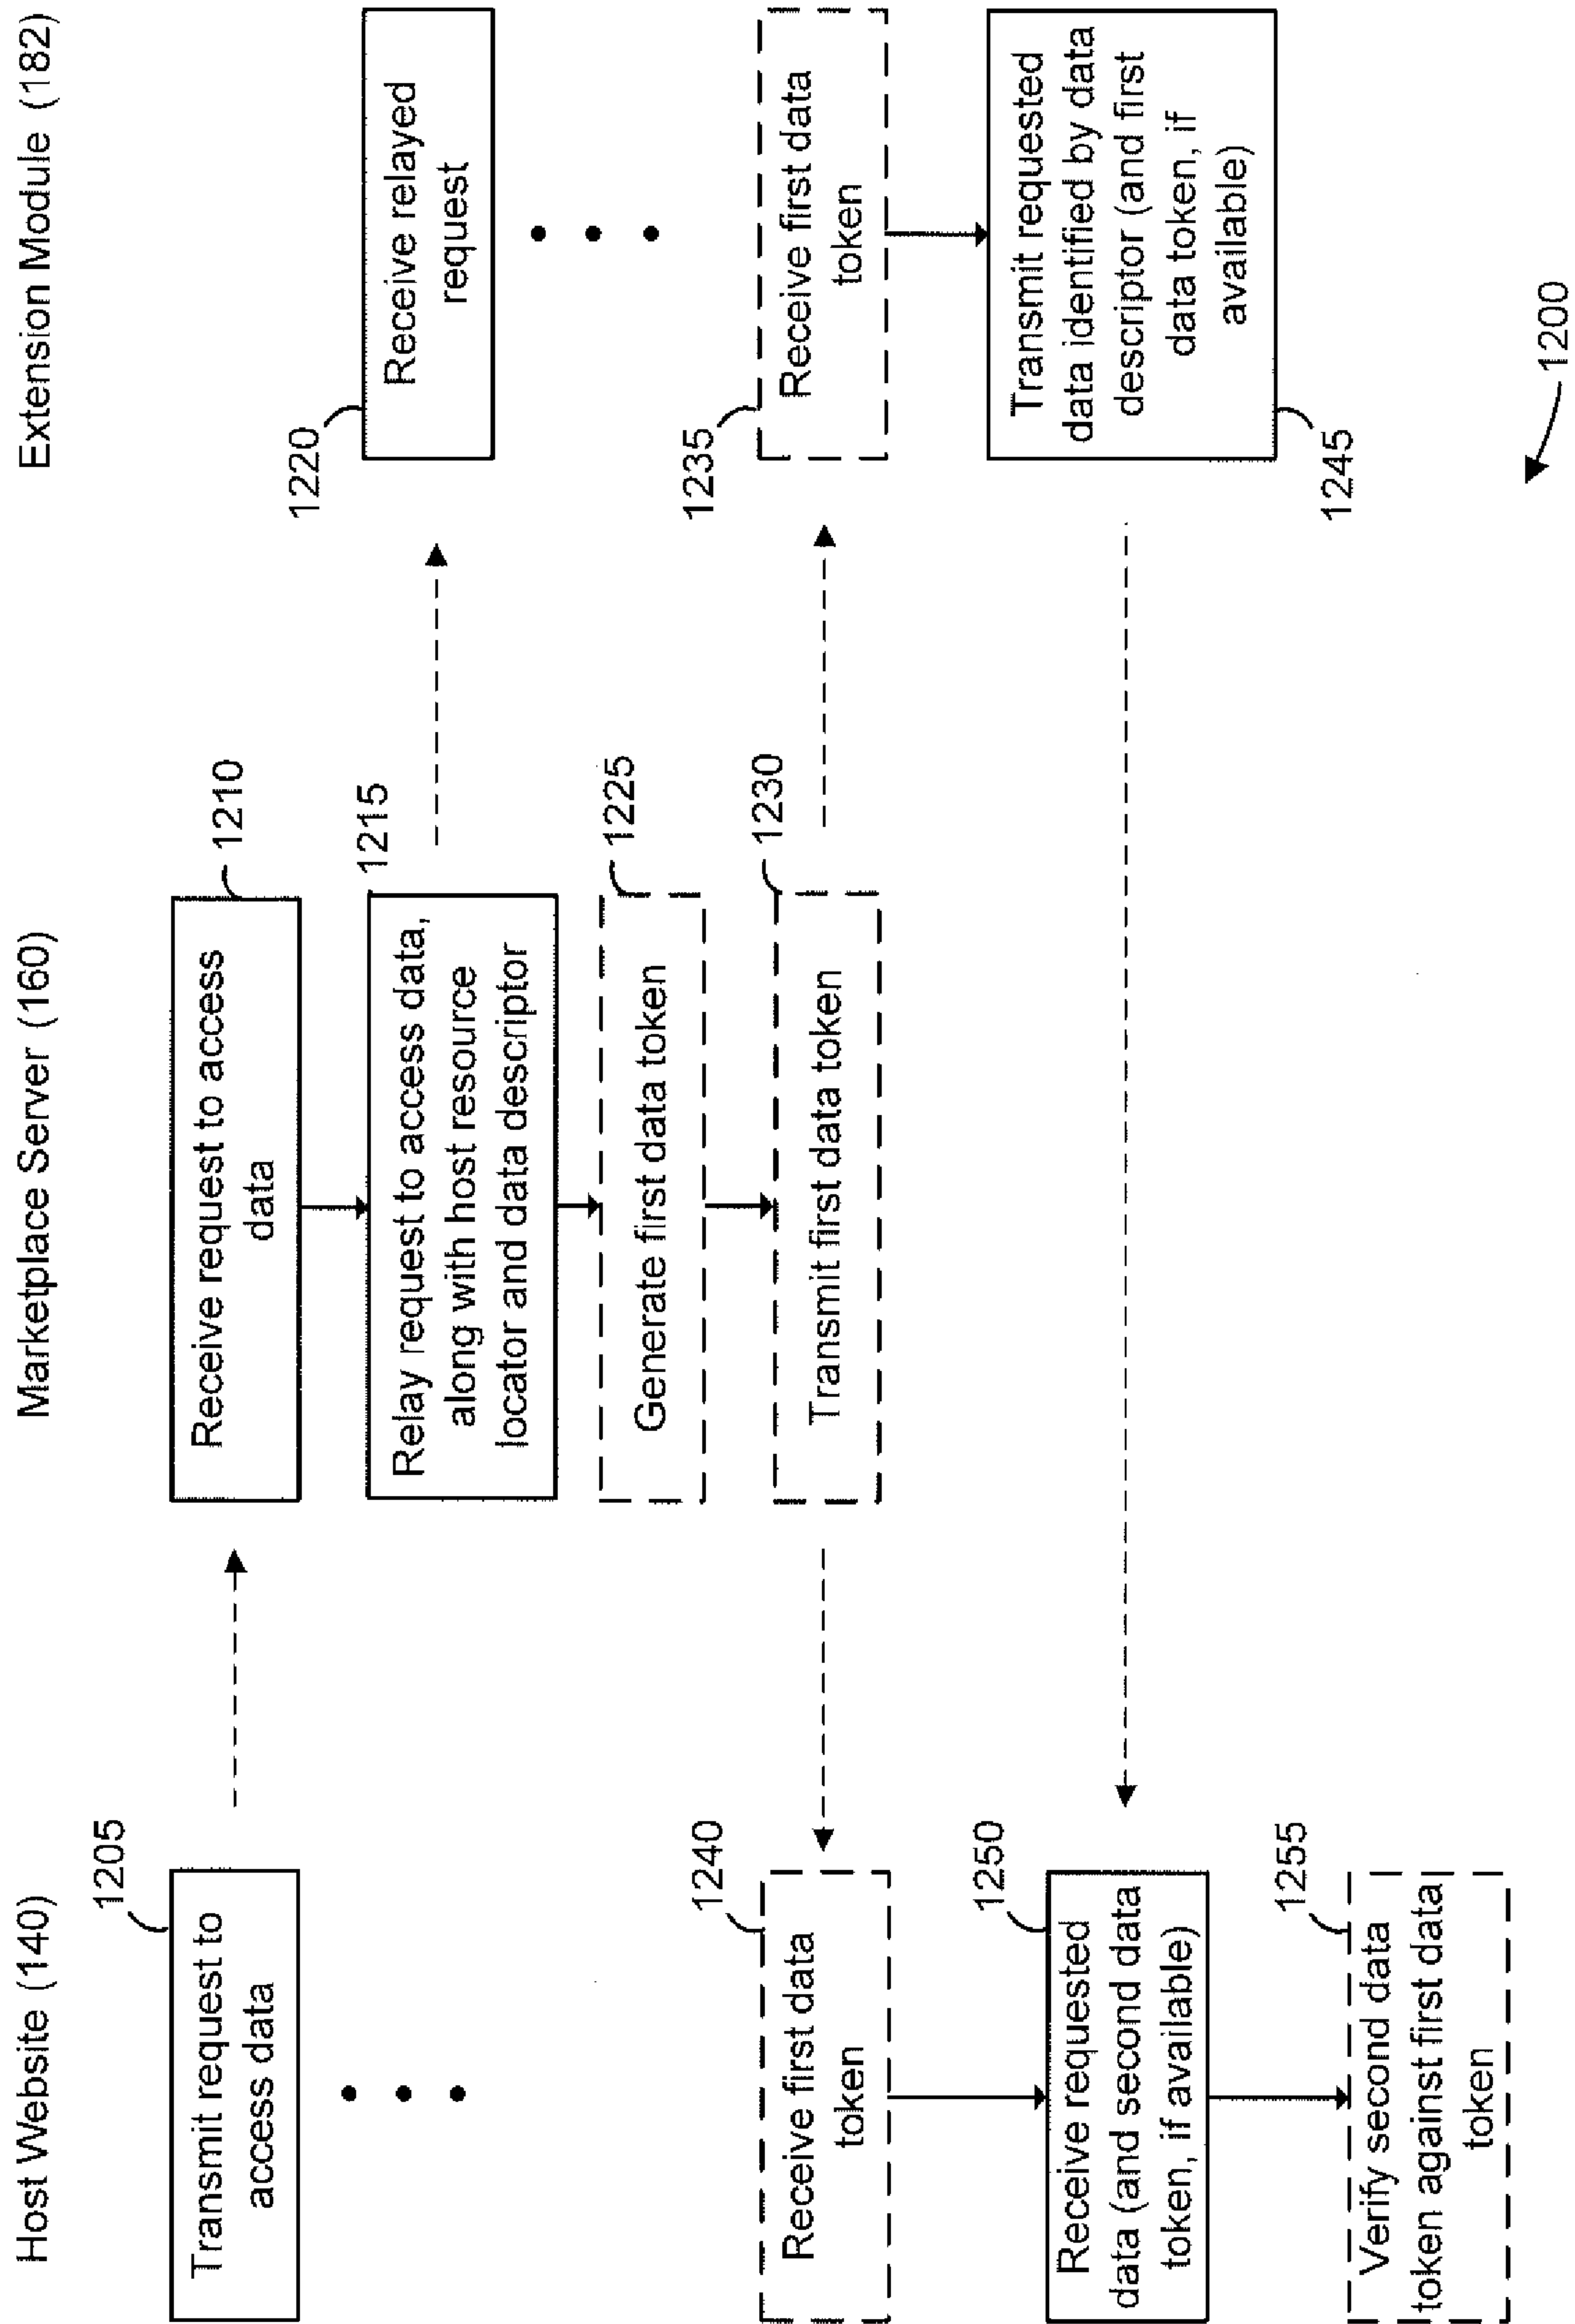 Host Website (140)
Marketplace Server (160)
Extension Module (182)
1205
Transmit request to
access data
1210
Receive request to access
data
1215
Relay request to access data,
along with host resource
locator and data descriptor
1220
Receive relayed
request
1225
Generate first data token
1230
Transmit first data token
1235
Receive first data
token
1240
Receive first data
token
1245
Transmit requested
data identified by data
descriptor (and first
data token, if
available)
1250
Receive requested
data (and second data
token, if available)
1255
Verify second data
token against first data
token
1200